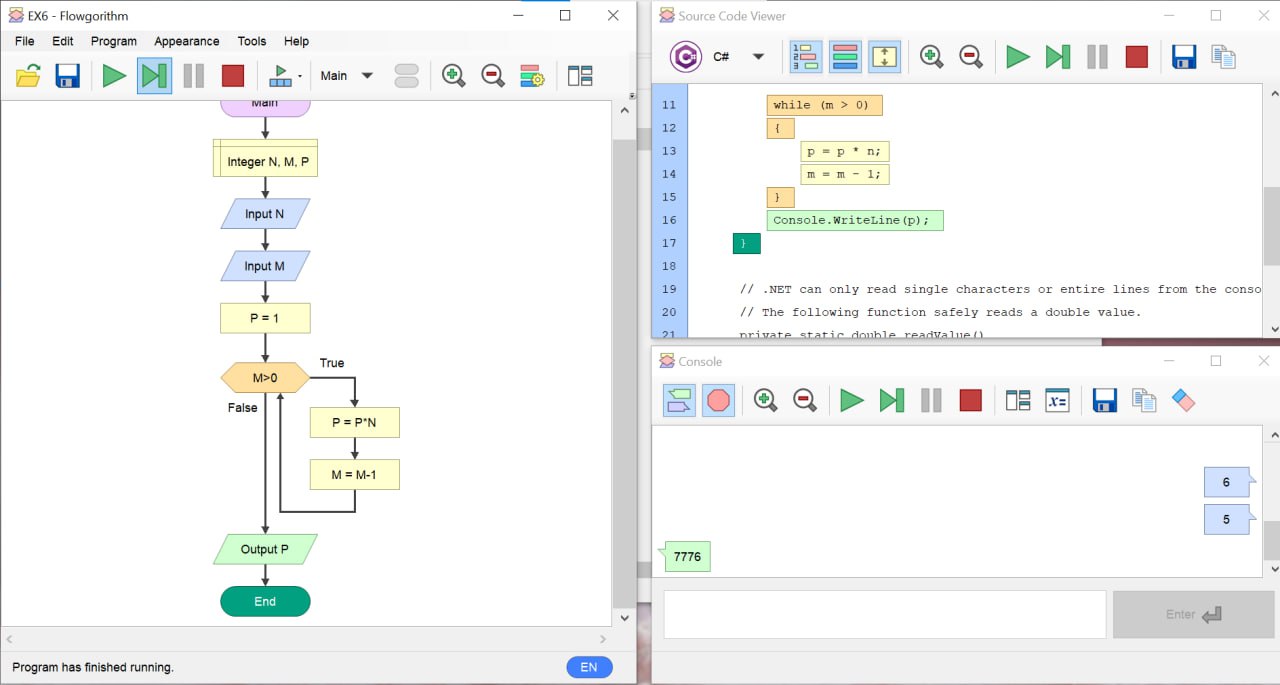 EX6 - Flowgorithm
File Edit Program Appearance Tools Help
Main
Main
Integer N, M, P
Input N
Input M
P = 1
M>0
True
False
P = P*N
M = M-1
Output P
End
Program has finished running.
EN
Source Code Viewer
C#
11 while (m > 0)
12 {
13 p = p * n;
14 m = m - 1;
15 }
16 Console.WriteLine(p);
17 }
18
19 // .NET can only read single characters or entire lines from the conso
20 // The following function safely reads a double value.
21 private static double readValue()
Console
x=
6
5
7776
Enter